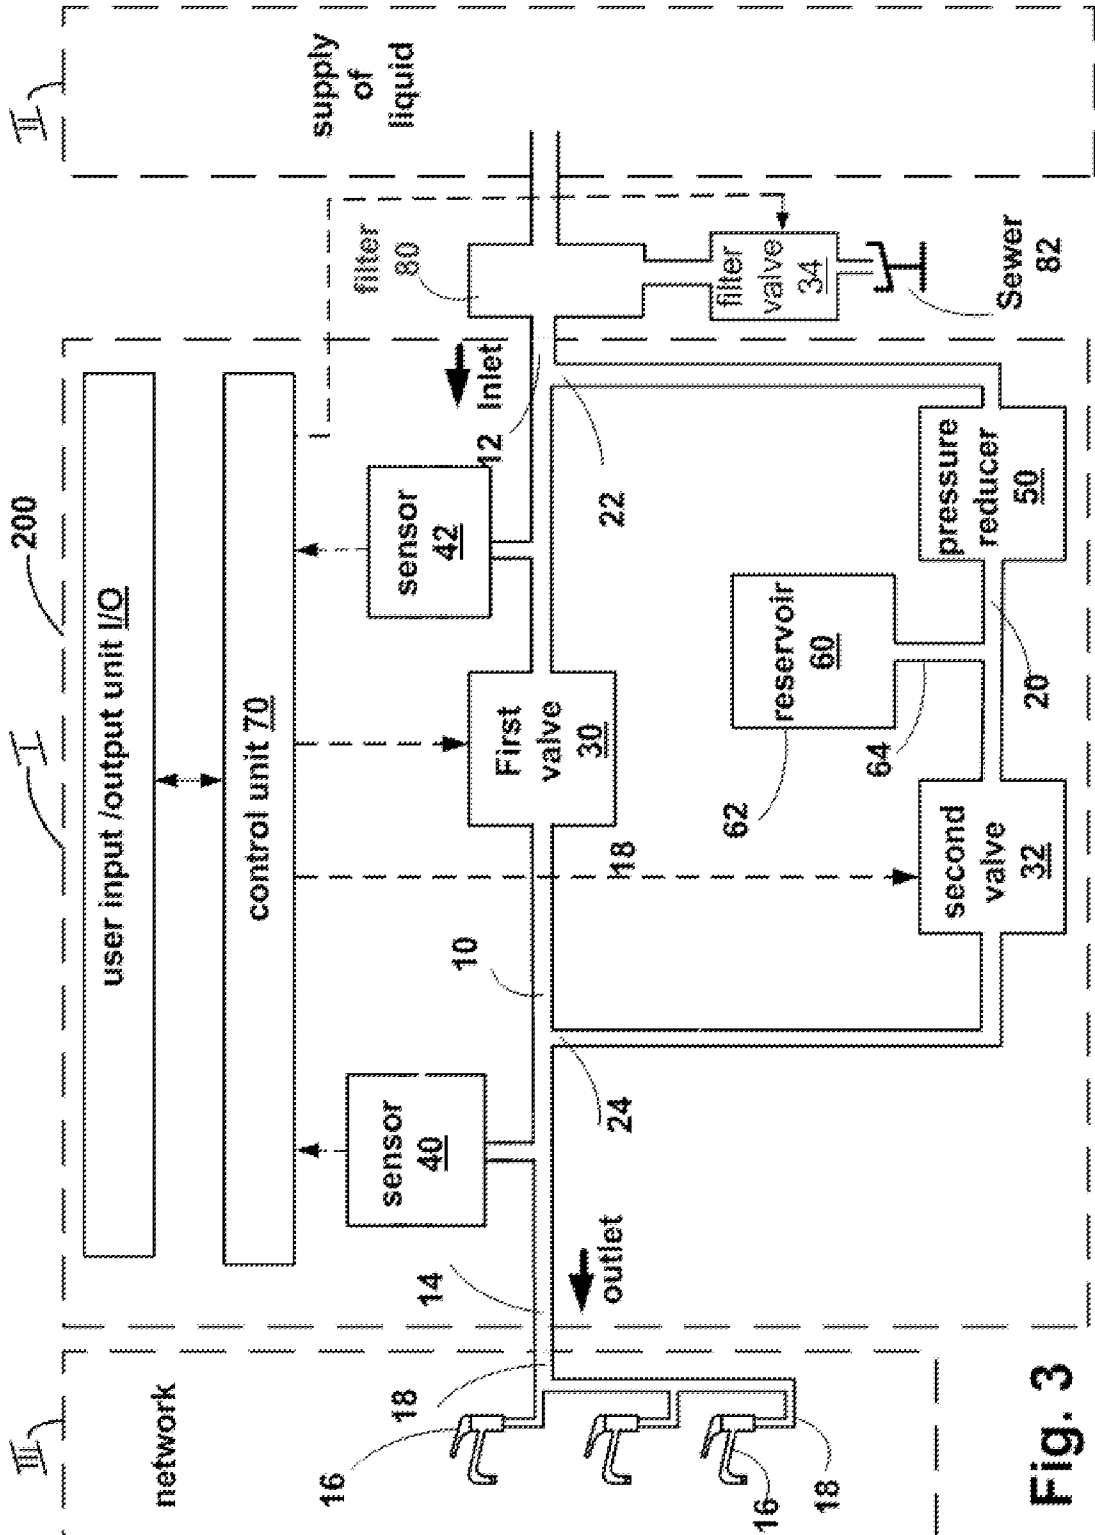 II
supply
of
liquid
filter
80
filter
valve
34
Sewer
82
200
I
user input /output unit I/O
control unit 70
Inlet
12
sensor
42
22
pressure
reducer
50
First
valve
30
reservoir
60
62
64
20
18
second
valve
32
10
sensor
40
24
14
outlet
III
network
18
16
16
18
Fig. 3